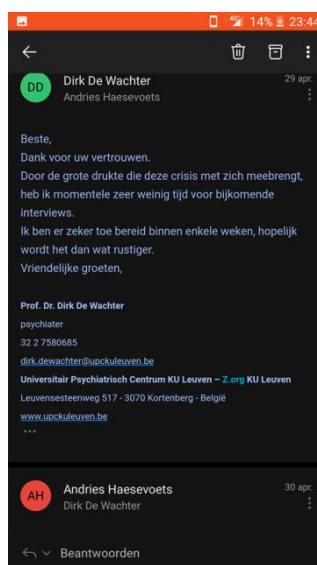 45 14% 23:44
DD Dirk De Wachter 29 apr.
Andries Haesevoets
Beste,
Dank voor uw vertrouwen.
Door de grote drukte die deze crisis met zich meebrengt,
heb ik momentele zeer weinig tijd voor bijkomende
interviews.
Ik ben er zeker toe bereid binnen enkele weken, hopelijk
wordt het dan wat rustiger.
Vriendelijke groeten,
Prof. Dr. Dirk De Wachter
psychiater
32 2 7580685
dirk.dewachter@upckuleuven.be
Universitair Psychiatrisch Centrum KU Leuven – Z.org KU Leuven
Leuvensesteenweg 517 - 3070 Kortenberg - België
www.upckuleuven.be
AH Andries Haesevoets 30 apr.
Dirk De Wachter
Beantwoorden